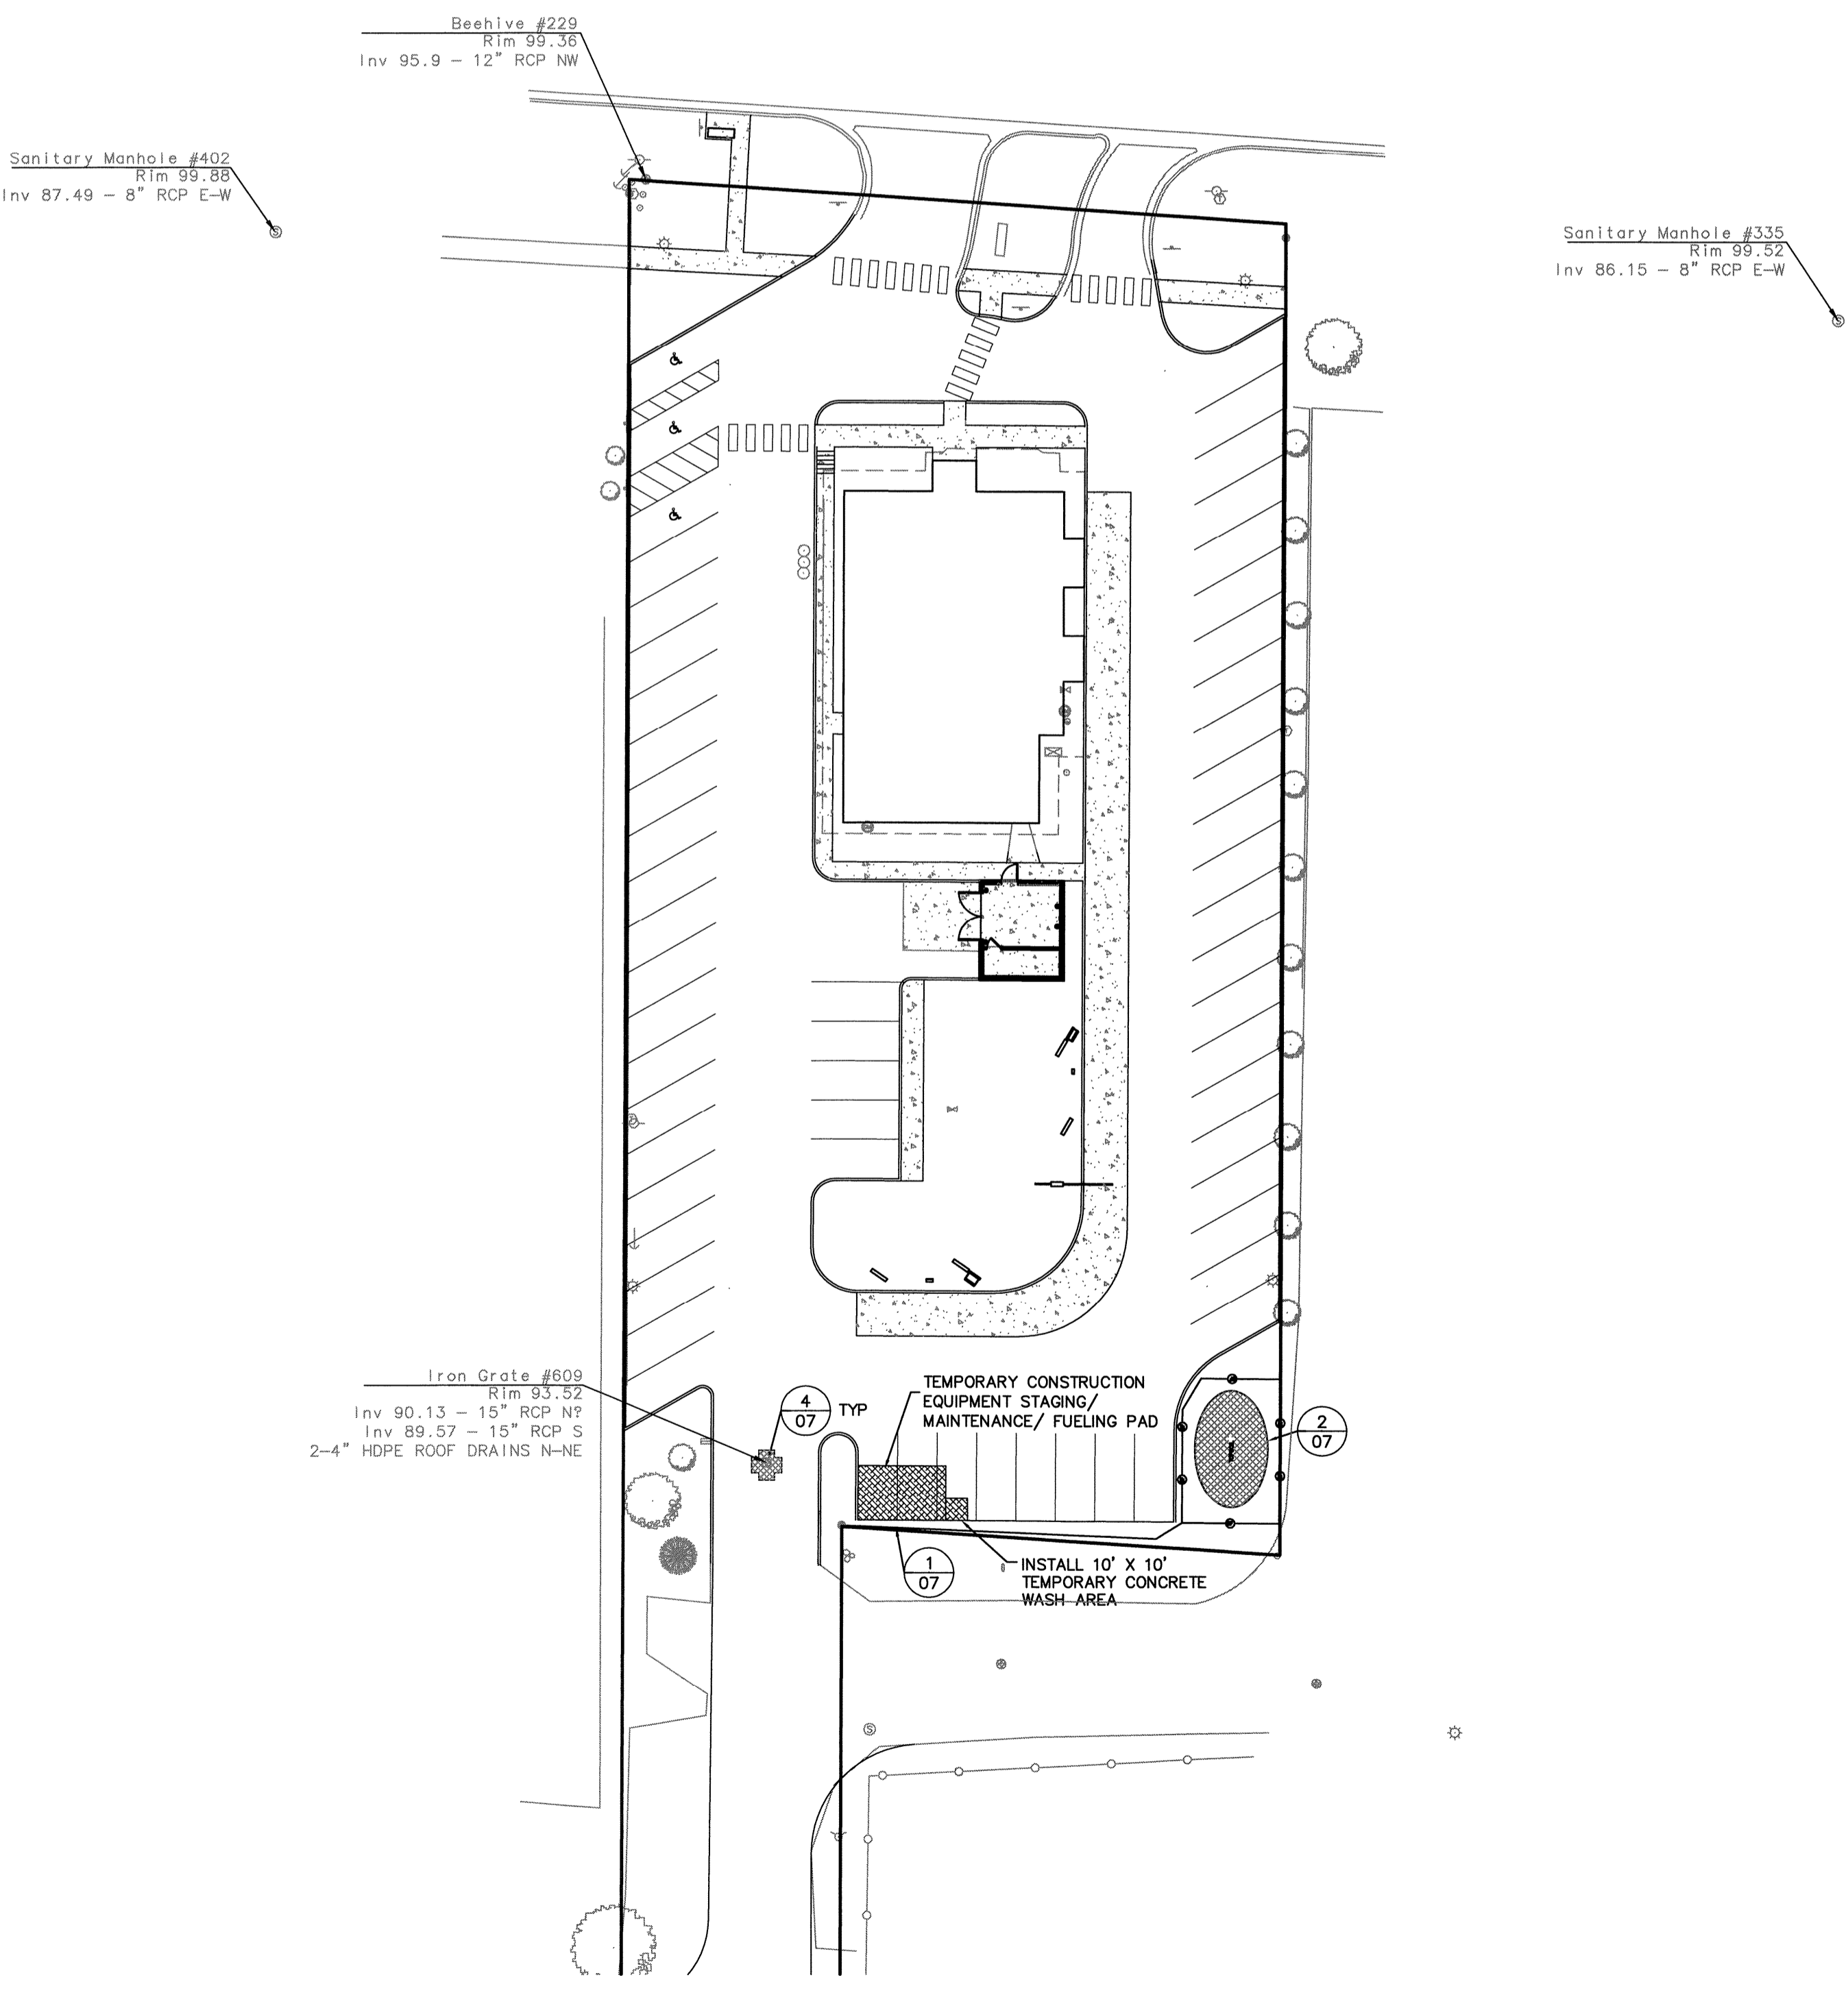 Beehive #229
Rim 99.36
Inv 95.9 – 12" RCP NW
Sanitary Manhole #402
Rim 99.88
Inv 87.49 – 8" RCP E–W
Sanitary Manhole #335
Rim 99.52
Inv 86.15 – 8" RCP E–W
Iron Grate #609
Rim 93.52
Inv 90.13 – 15" RCP N?
Inv 89.57 – 15" RCP S
2–4" HDPE ROOF DRAINS N–NE
4
07
TYP
TEMPORARY CONSTRUCTION
EQUIPMENT STAGING/
MAINTENANCE/ FUELING PAD
2
07
1
07
INSTALL 10' X 10'
TEMPORARY CONCRETE
WASH AREA
S
S
S